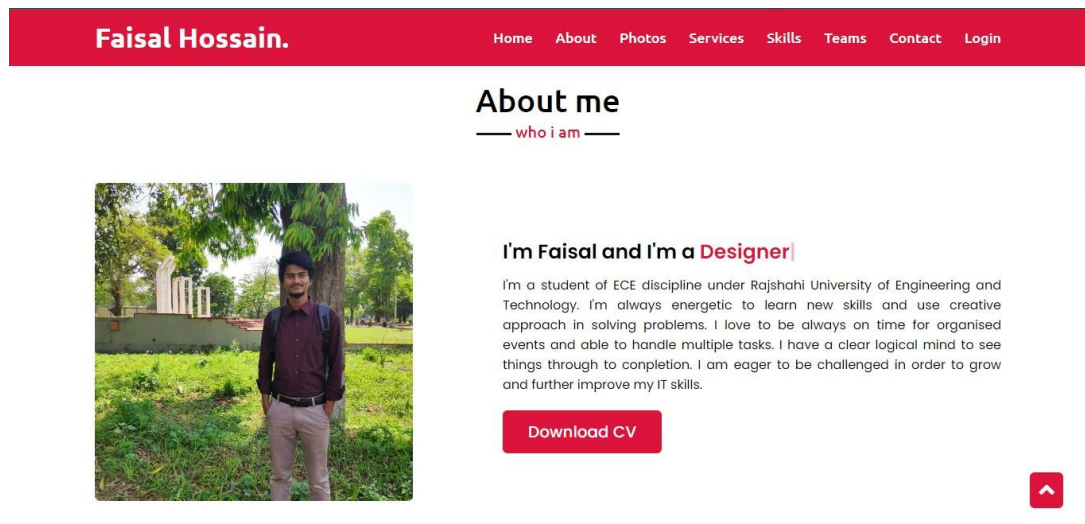 Faisal Hossain.
Home About Photos Services Skills Teams Contact Login
About me
who i am
I'm Faisal and I'm a Designer
I'm a student of ECE discipline under Rajshahi University of Engineering and
Technology. I'm always energetic to learn new skills and use creative
approach in solving problems. I love to be always on time for organised
events and able to handle multiple tasks. I have a clear logical mind to see
things through to conpletion. I am eager to be challenged in order to grow
and further improve my IT skills.
Download CV